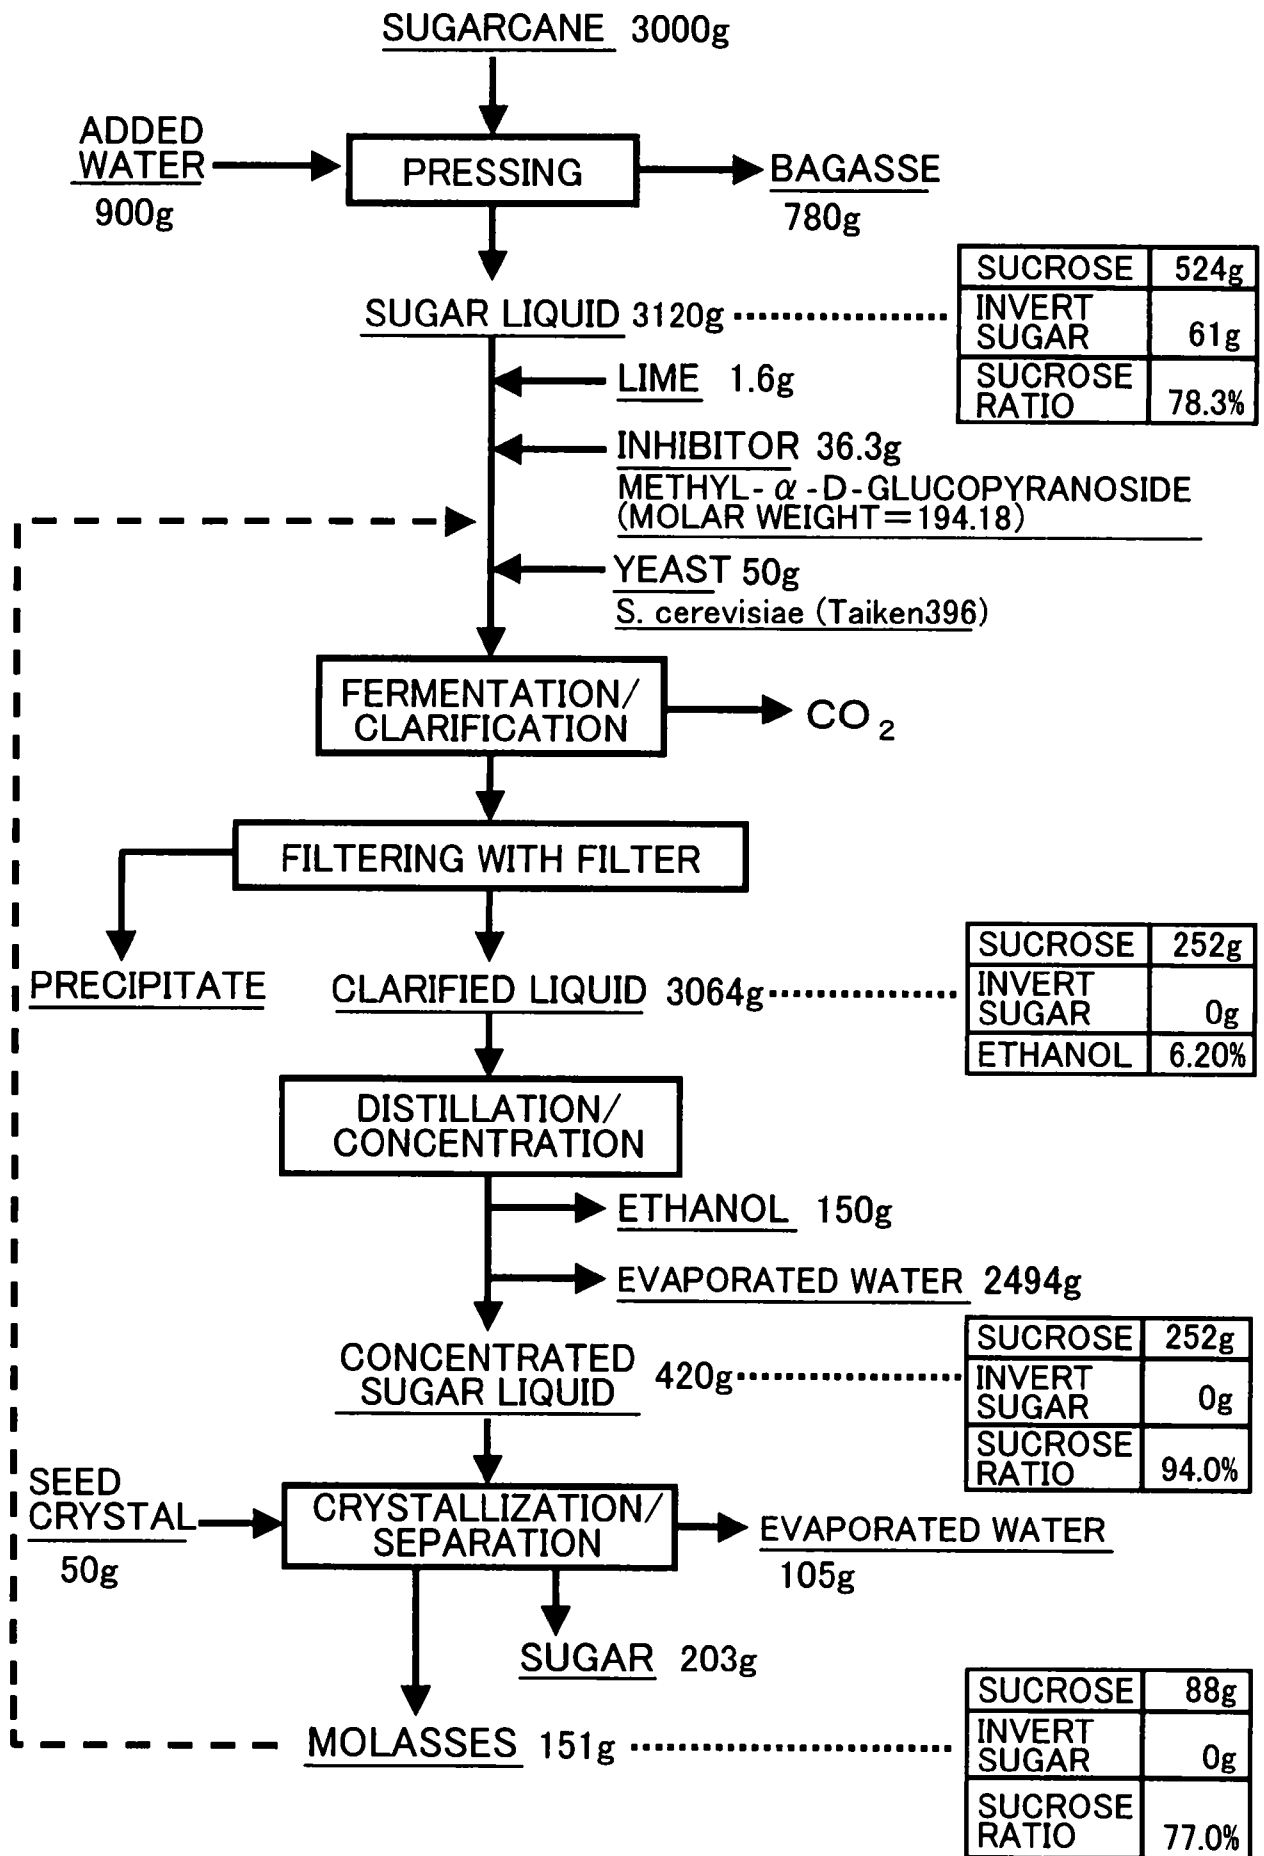 SUGARCANE 3000g
ADDED
WATER
900g
PRESSING
BAGASSE
780g
SUGAR LIQUID 3120g
SUCROSE 524g
INVERT
SUGAR 61g
SUCROSE
RATIO 78.3%
LIME 1.6g
INHIBITOR 36.3g
METHYL-α-D-GLUCOPYRANOSIDE
(MOLAR WEIGHT=194.18)
YEAST 50g
S. cerevisiae (Taiken396)
FERMENTATION/
CLARIFICATION
CO2
FILTERING WITH FILTER
PRECIPITATE
CLARIFIED LIQUID 3064g
SUCROSE 252g
INVERT
SUGAR 0g
ETHANOL 6.20%
DISTILLATION/
CONCENTRATION
ETHANOL 150g
EVAPORATED WATER 2494g
CONCENTRATED
SUGAR LIQUID 420g
SUCROSE 252g
INVERT
SUGAR 0g
SUCROSE
RATIO 94.0%
SEED
CRYSTAL
50g
CRYSTALLIZATION/
SEPARATION
EVAPORATED WATER
105g
SUGAR 203g
MOLASSES 151g
SUCROSE 88g
INVERT
SUGAR 0g
SUCROSE
RATIO 77.0%